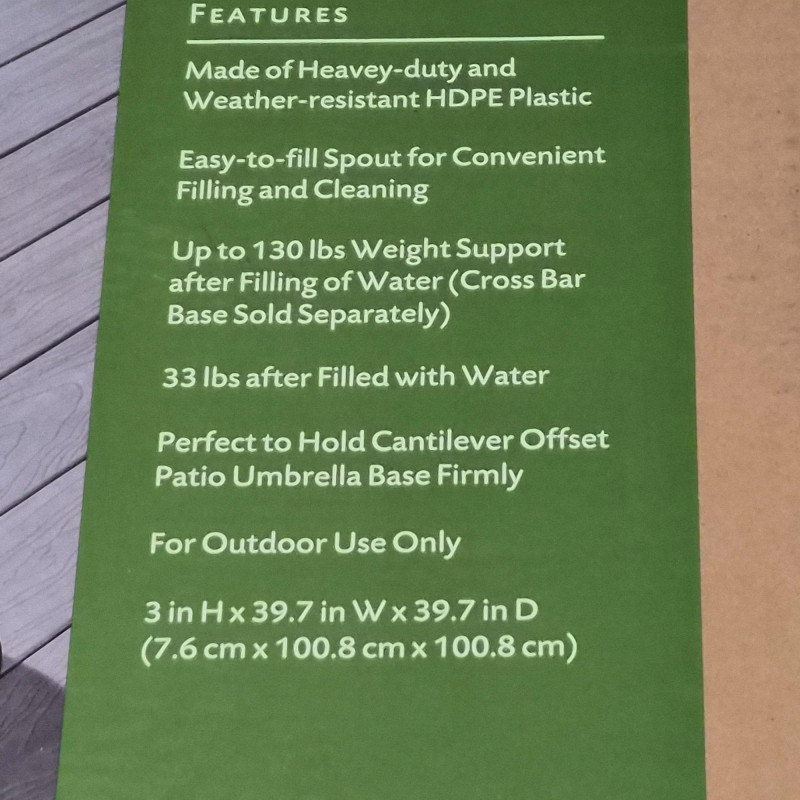 FEATURES
Made of Heavey-duty and
Weather-resistant HDPE Plastic
Easy-to-fill Spout for Convenient
Filling and Cleaning
Up to 130 lbs Weight Support
after Filling of Water (Cross Bar
Base Sold Separately)
33 lbs after Filled with Water
Perfect to Hold Cantilever Offset
Patio Umbrella Base Firmly
For Outdoor Use Only
3 in H x 39.7 in W x 39.7 in D
(7.6 cm x 100.8 cm x 100.8 cm)